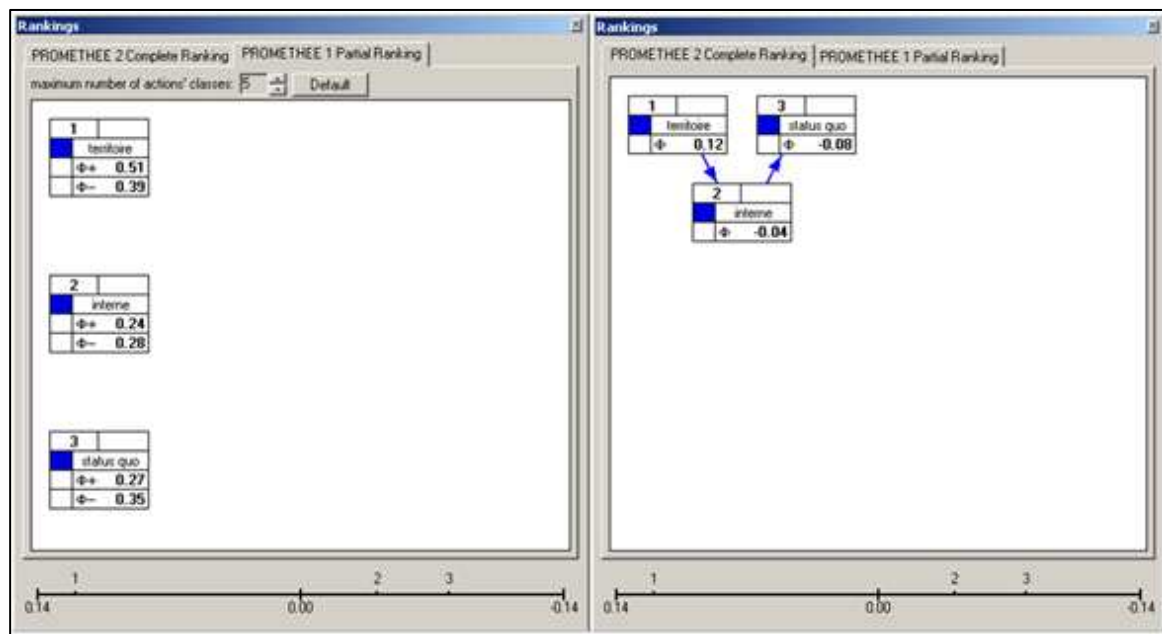 Rankings
PROMETHEE 2 Complete Ranking PROMETHEE 1 Partial Ranking
maximum number of actions' classes: 5 Default
1
territoire
Φ+ 0.51
Φ− 0.39
2
interne
Φ+ 0.24
Φ− 0.28
3
status quo
Φ+ 0.27
Φ− 0.35
1 2 3
0.14 0.00 -0.14
Rankings
PROMETHEE 2 Complete Ranking PROMETHEE 1 Partial Ranking
1
territoire
Φ 0.12
3
status quo
Φ -0.08
2
interne
Φ -0.04
1 2 3
0.14 0.00 -0.14